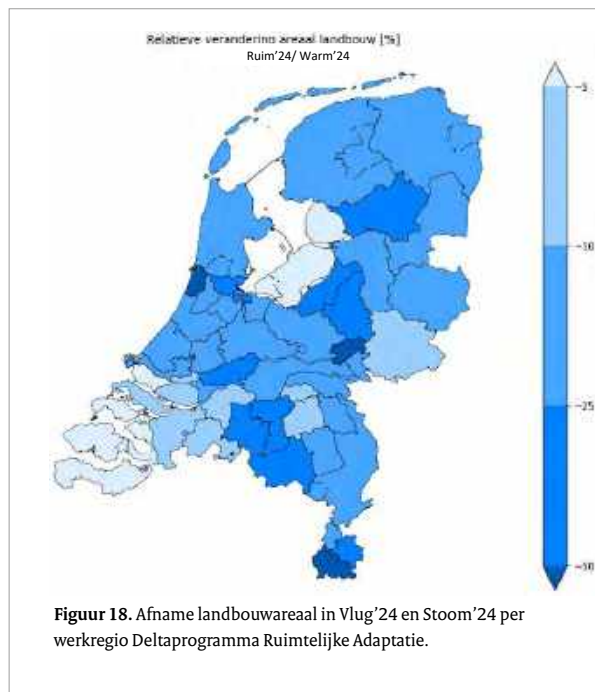 Relatieve verandering areaal landbouw [%]
Ruim’24/ Warm’24
-5
-10
-25
-50
Figuur 18. Afname landbouwareaal in Vlug’24 en Stoom’24 per
werkregio Deltaprogramma Ruimtelijke Adaptatie.